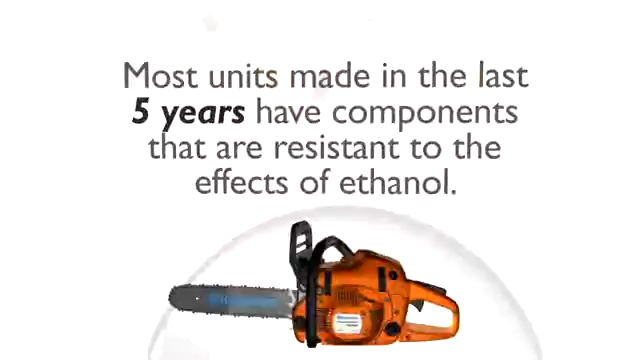 Most units made in the last
5 years have components
that are resistant to the
effects of ethanol.